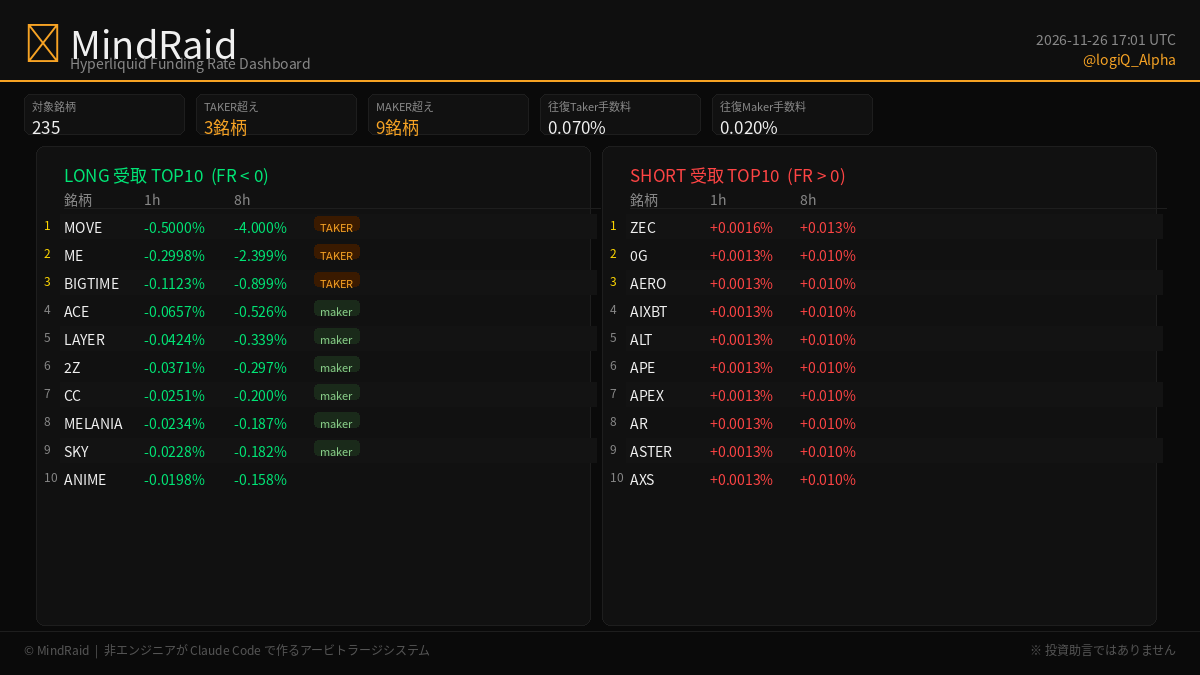 MindRaid
Hyperliquid Funding Rate Dashboard
2026-11-26 17:01 UTC
@logiQ_Alpha
対象銘柄
235
TAKER超え
3銘柄
MAKER超え
9銘柄
往復Taker手数料
0.070%
往復Maker手数料
0.020%
LONG 受取 TOP10 (FR < 0)
銘柄 1h 8h
1 MOVE -0.5000% -4.000% TAKER
2 ME -0.2998% -2.399% TAKER
3 BIGTIME -0.1123% -0.899% TAKER
4 ACE -0.0657% -0.526% maker
5 LAYER -0.0424% -0.339% maker
6 2Z -0.0371% -0.297% maker
7 CC -0.0251% -0.200% maker
8 MELANIA -0.0234% -0.187% maker
9 SKY -0.0228% -0.182% maker
10 ANIME -0.0198% -0.158%
SHORT 受取 TOP10 (FR > 0)
銘柄 1h 8h
1 ZEC +0.0016% +0.013%
2 0G +0.0013% +0.010%
3 AERO +0.0013% +0.010%
4 AIXBT +0.0013% +0.010%
5 ALT +0.0013% +0.010%
6 APE +0.0013% +0.010%
7 APEX +0.0013% +0.010%
8 AR +0.0013% +0.010%
9 ASTER +0.0013% +0.010%
10 AXS +0.0013% +0.010%
© MindRaid | 非エンジニアが Claude Code で作るアービトラージシステム
※ 投資助言ではありません